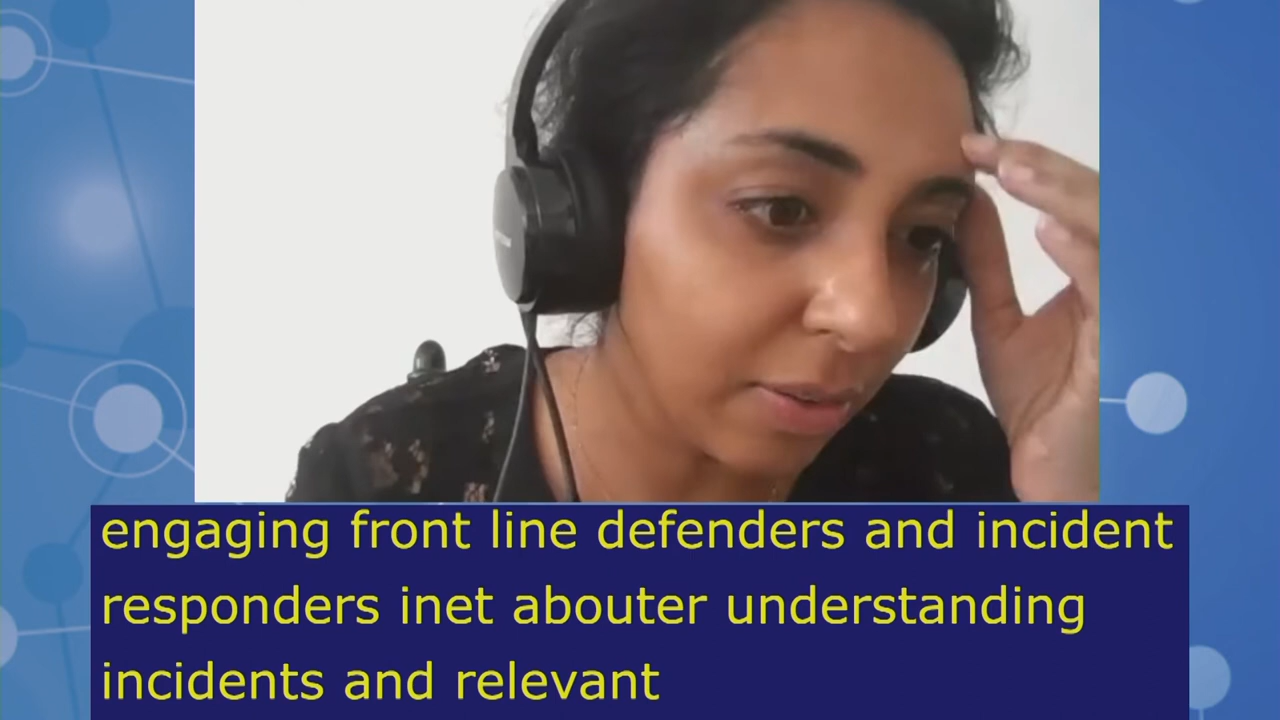 engaging front line defenders and incident
responders inet abouter understanding
incidents and relevant